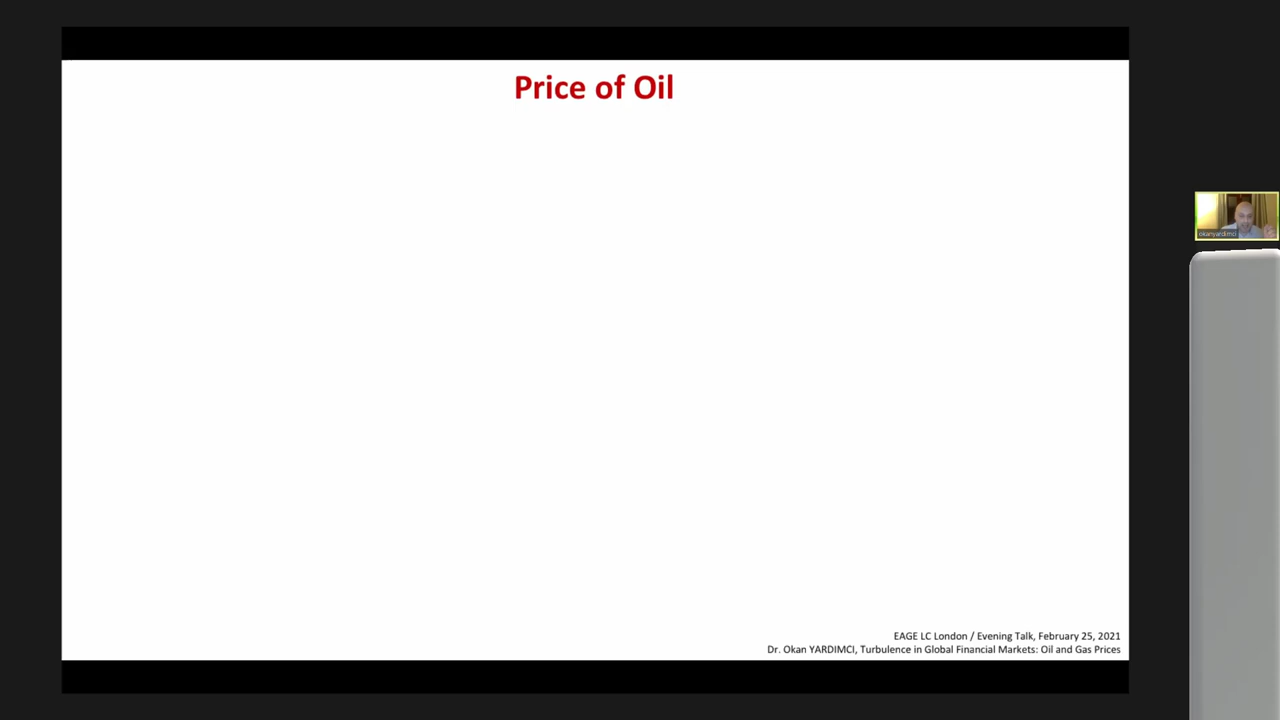 Price of Oil
okanyardimci
EAGE LC London / Evening Talk, February 25, 2021
Dr. Okan YARDIMCI, Turbulence in Global Financial Markets: Oil and Gas Prices